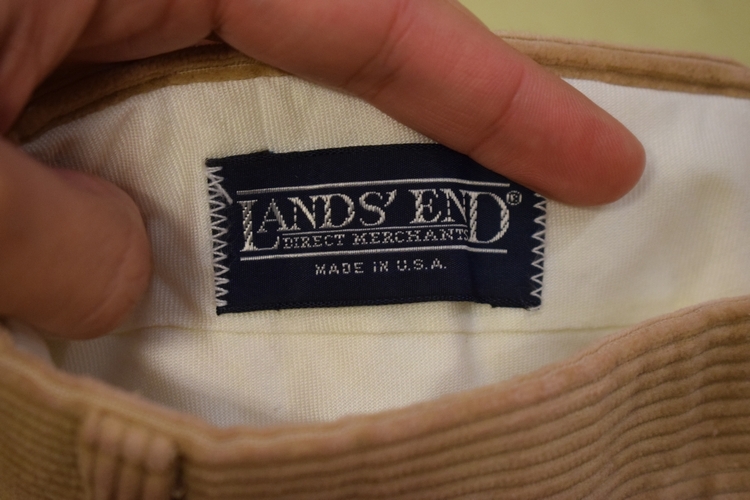 LANDS' END®
DIRECT MERCHANTS
MADE IN U.S.A.